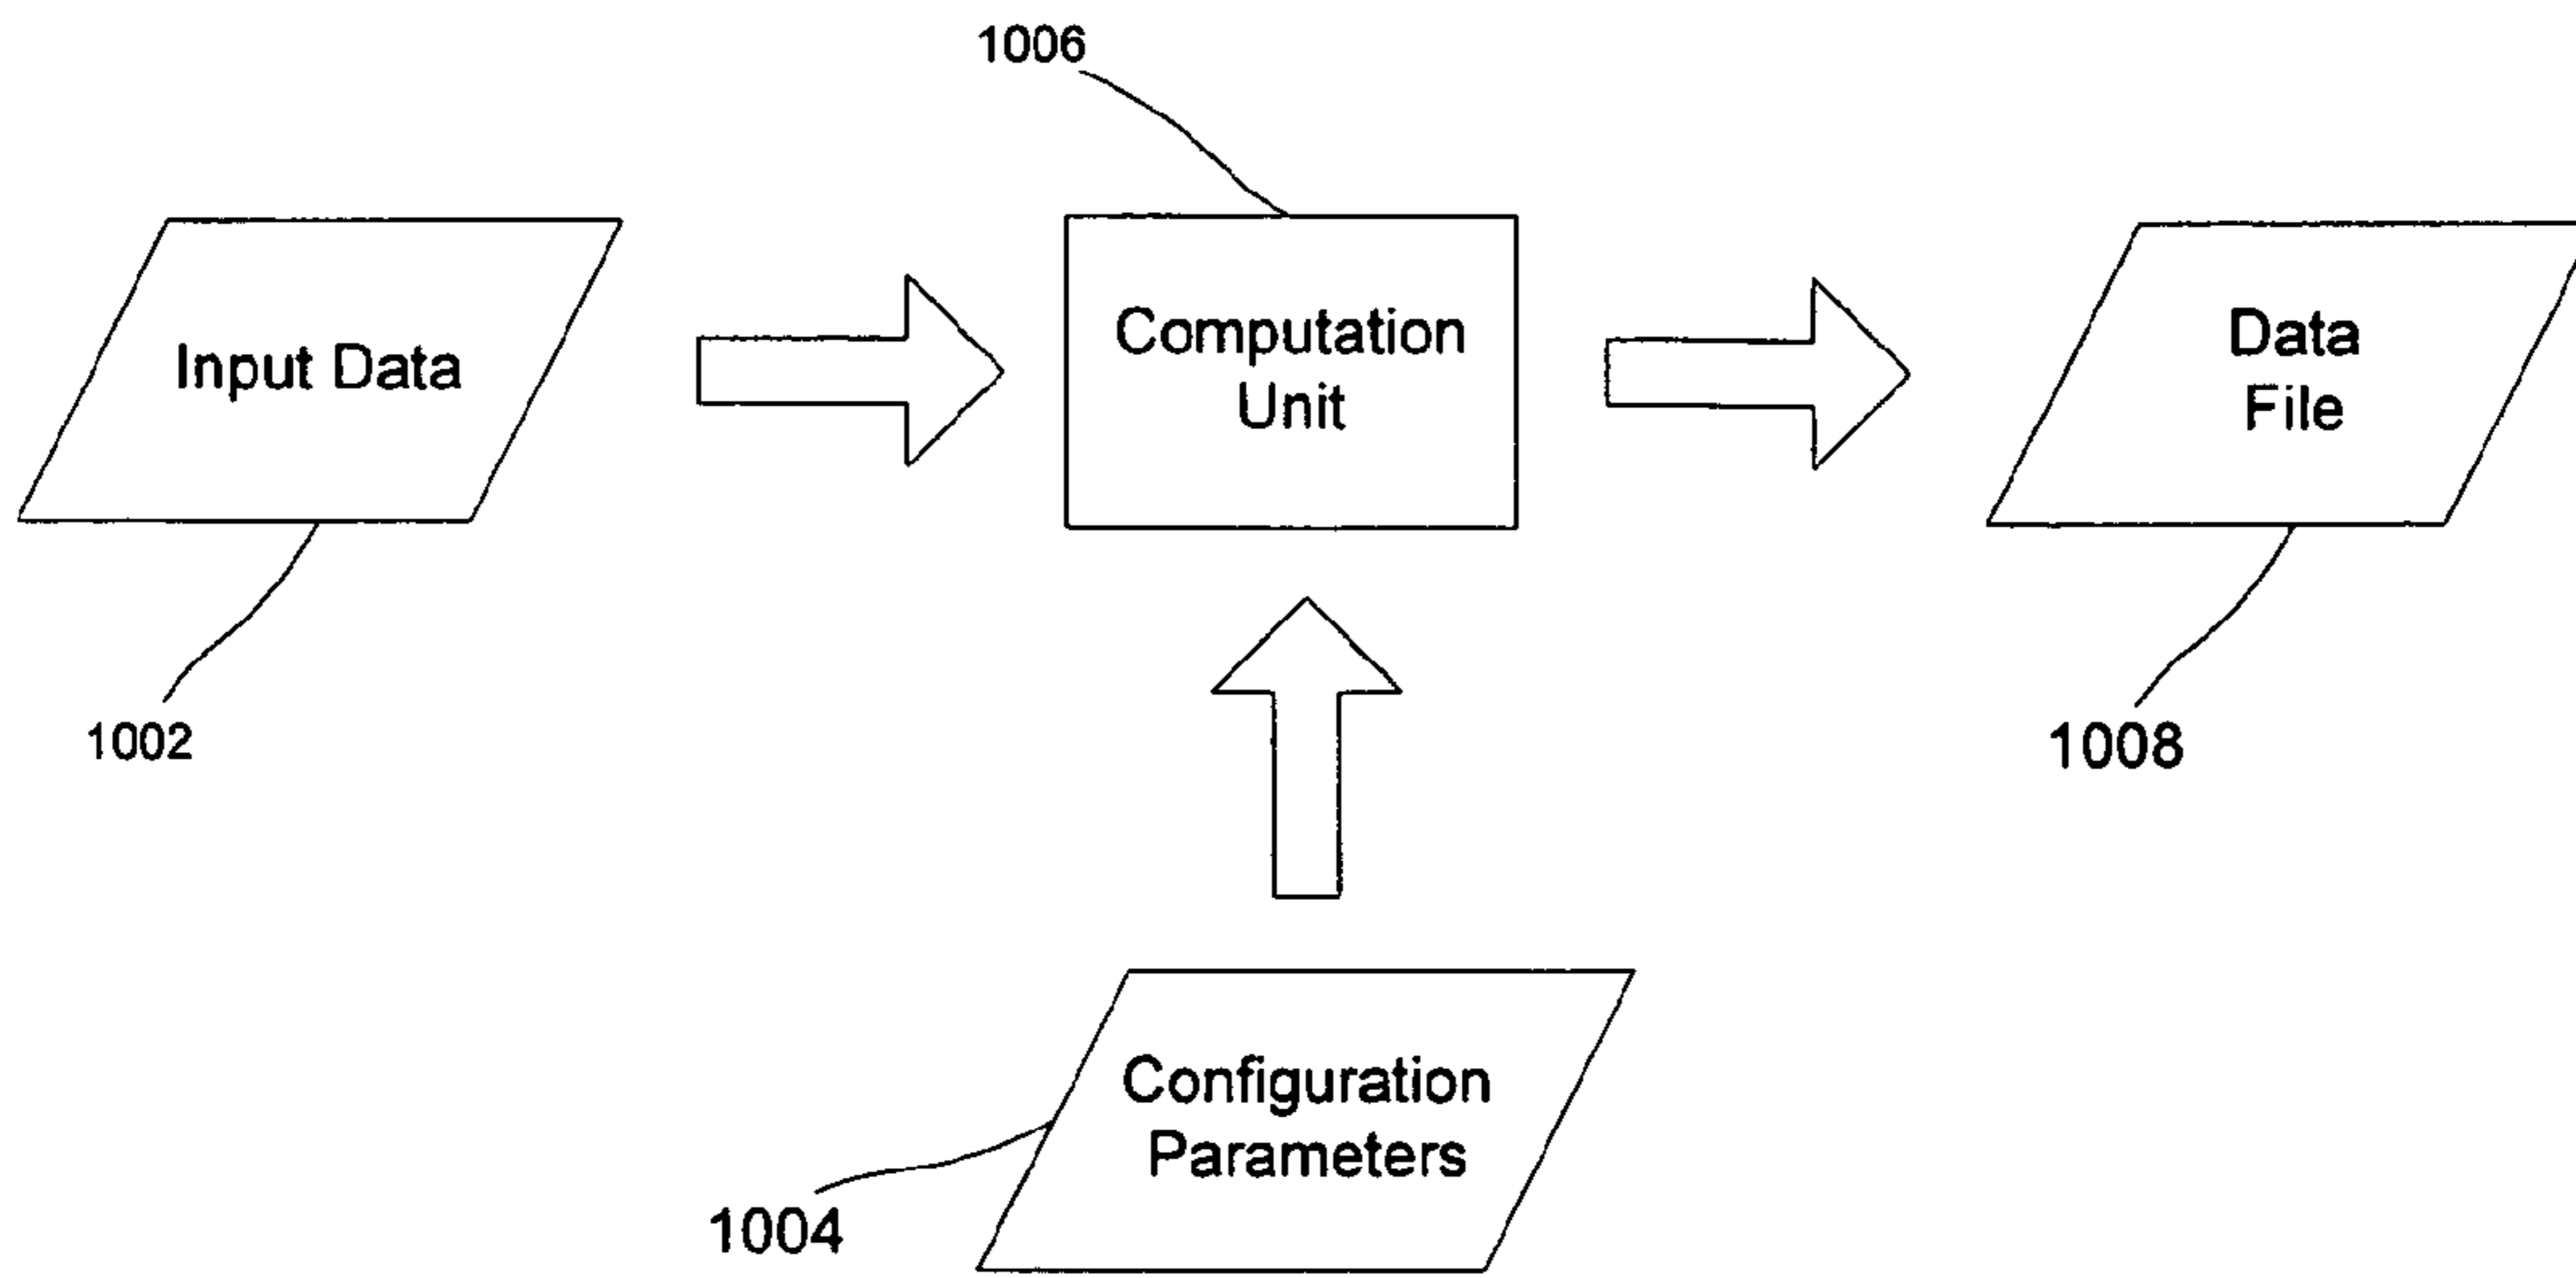 1006
Input Data
Computation
Unit
Data
File
1002
1008
Configuration
Parameters
1004